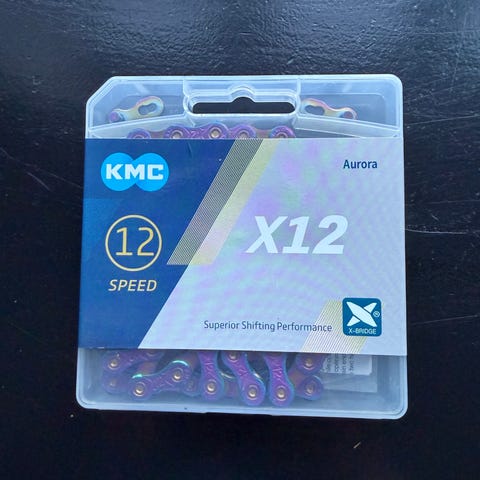 KMC
Aurora
12
SPEED
X12
Superior Shifting Performance
X-BRIDGE
®